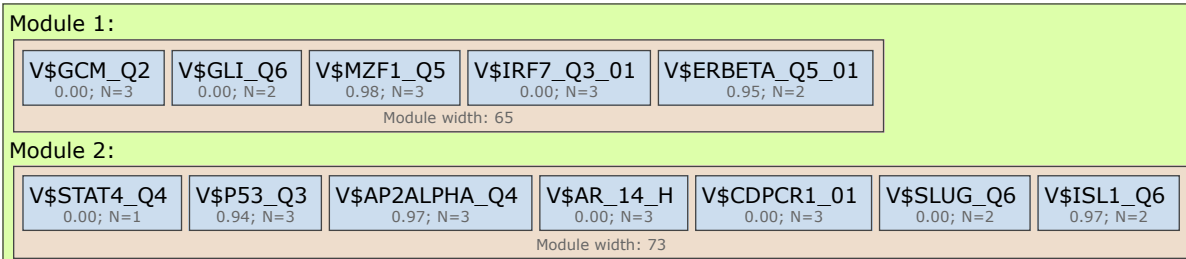 Module 1:
V$GCM_Q2 V$GLI_Q6 V$MZF1_Q5 V$IRF7_Q3_01 V$ERBETA_Q5_01
0.00; N=3 0.00; N=2 0.98; N=3 0.00; N=3 0.95; N=2
Module width: 65
Module 2:
V$STAT4_Q4 V$P53_Q3 V$AP2ALPHA_Q4 V$AR_14_H V$CDPCR1_01 V$SLUG_Q6 V$ISL1_Q6
0.00; N=1 0.94; N=3 0.97; N=3 0.00; N=3 0.00; N=3 0.00; N=2 0.97; N=2
Module width: 73